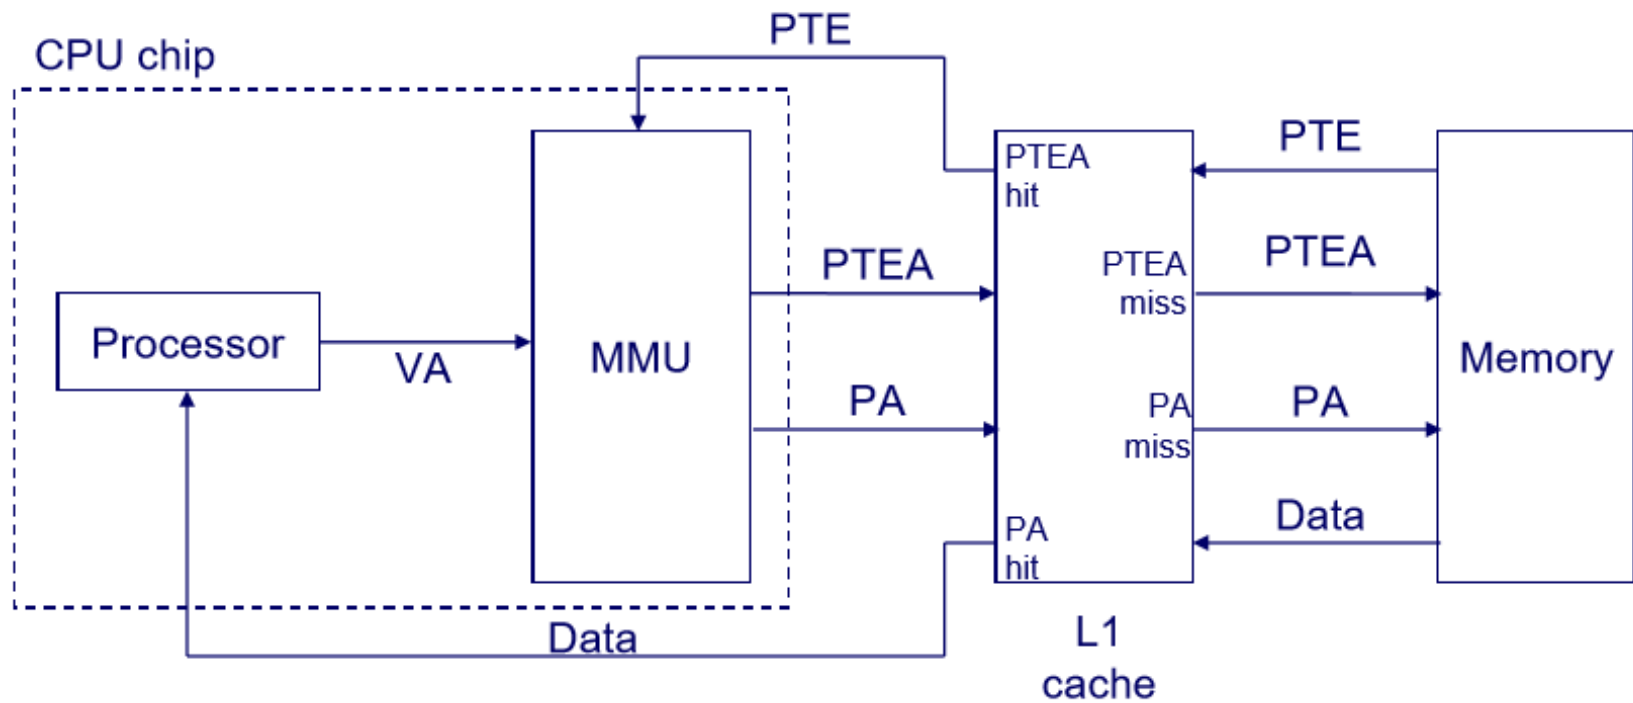 PTE
CPU chip
PTEA
hit
PTE
PTEA
PTEA
miss
PTEA
Processor
VA
MMU
Memory
PA
PA
miss
PA
PA
hit
Data
Data
L1
cache